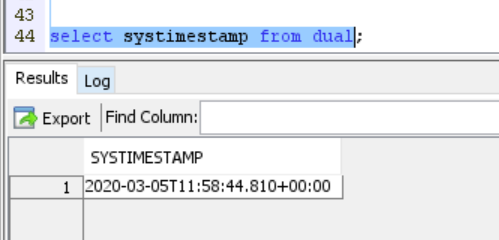 43
44 select systimestamp from dual;
Results Log
Export Find Column:
SYSTIMESTAMP
1 2020-03-05T11:58:44.810+00:00